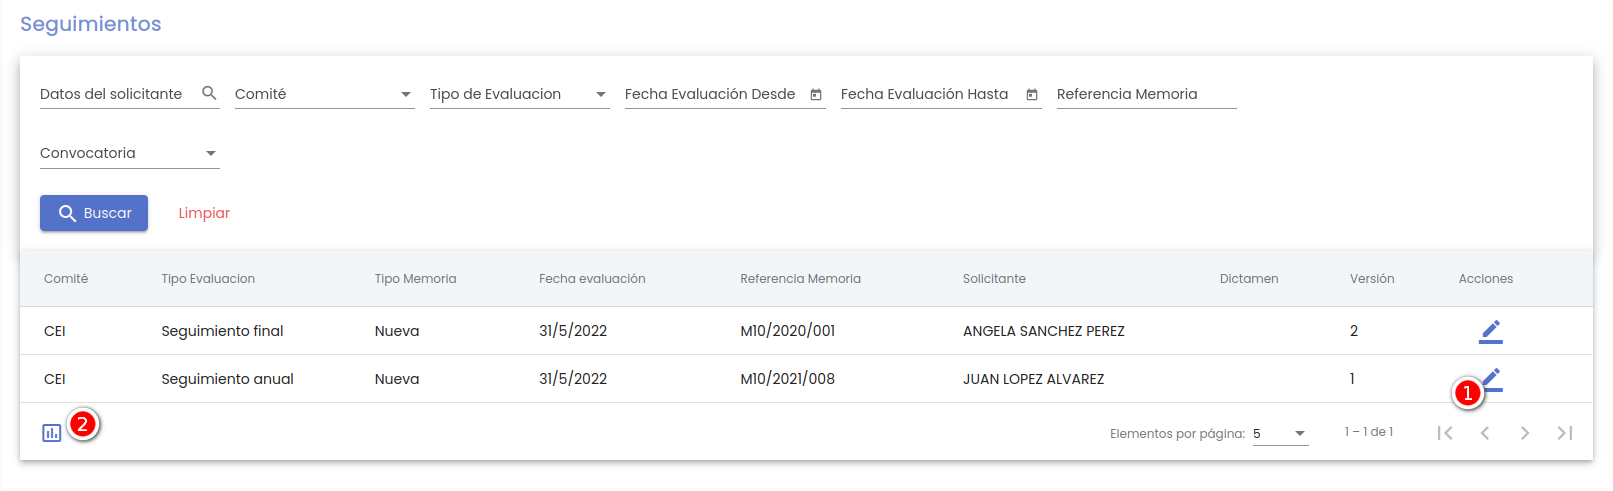 Seguimientos
Datos del solicitante Comité Tipo de Evaluacion Fecha Evaluación Desde Fecha Evaluación Hasta Referencia Memoria
Convocatoria
Buscar Limpiar
Comité Tipo Evaluacion Tipo Memoria Fecha evaluación Referencia Memoria Solicitante Dictamen Versión Acciones
CEI Seguimiento final Nueva 31/5/2022 M10/2020/001 ANGELA SANCHEZ PEREZ 2
CEI Seguimiento anual Nueva 31/5/2022 M10/2021/008 JUAN LOPEZ ALVAREZ 1
1
2
Elementos por página: 5 1 – 1 de 1